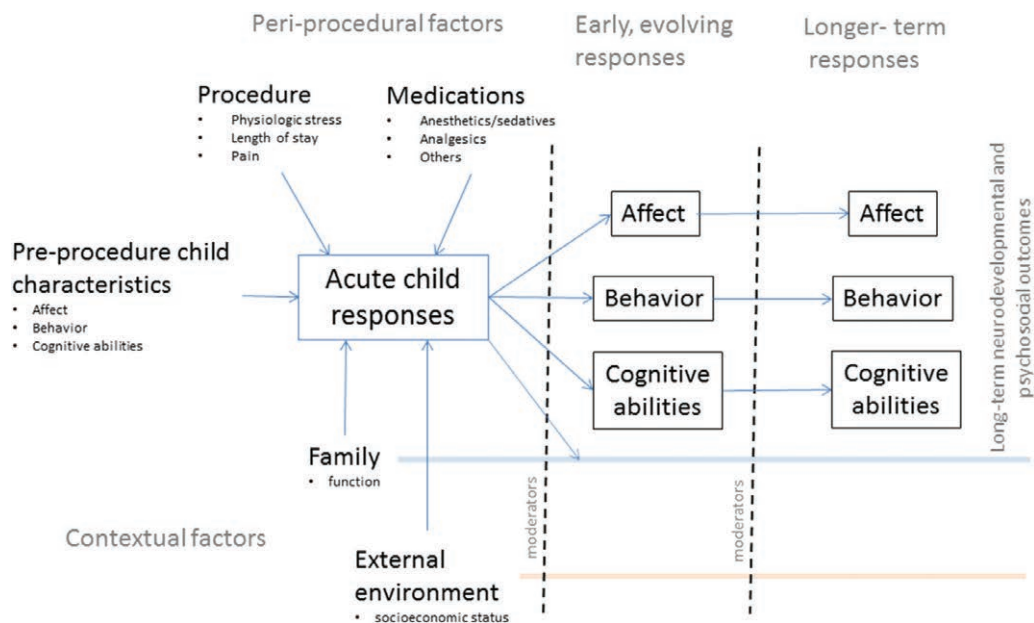 Peri-procedural factors
Early, evolving
responses
Longer- term
responses
Procedure
• Physiologic stress
• Length of stay
• Pain
Medications
• Anesthetics/sedatives
• Analgesics
• Others
Pre-procedure child
characteristics
• Affect
• Behavior
• Cognitive abilities
Acute child
responses
Affect
Behavior
Cognitive
abilities
Affect
Behavior
Cognitive
abilities
Long-term neurodevelopmental and
psychosocial outcomes
Family
• function
Contextual factors
External
environment
• socioeconomic status
moderators
moderators